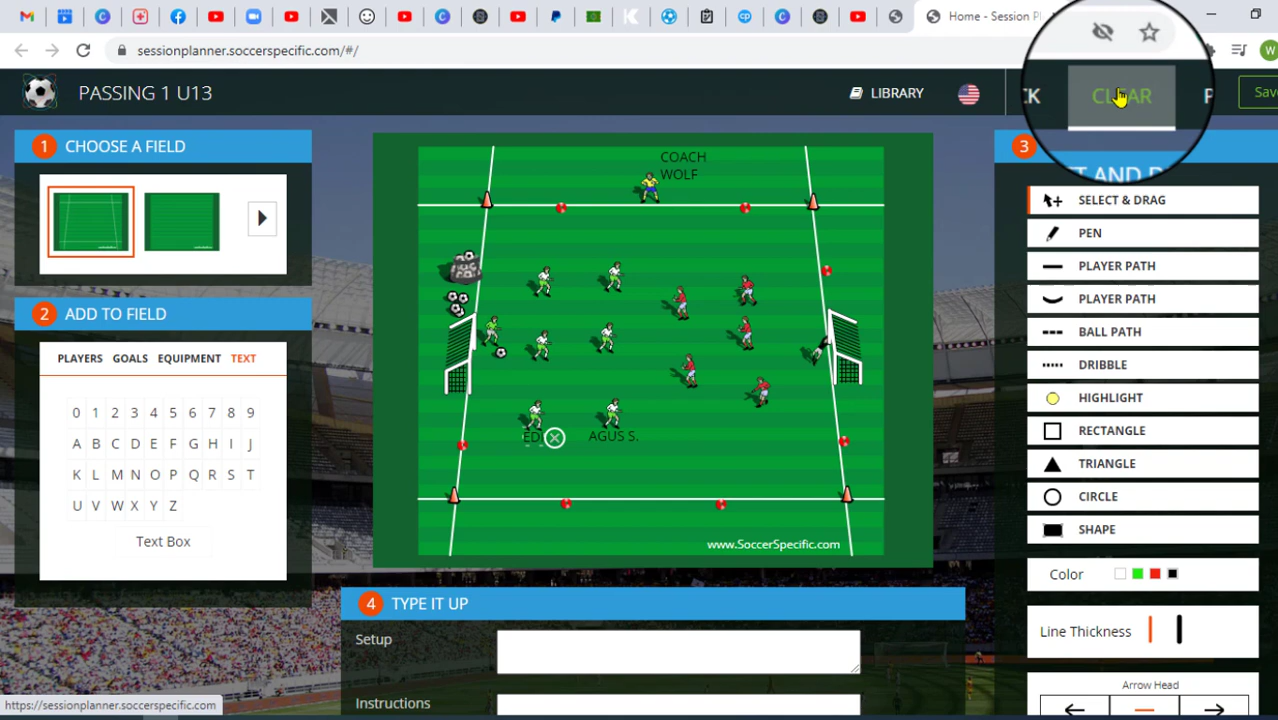 sessionplanner.soccerspecific.com/#/
W
PASSING 1 U13
LIBRARY
CK
CLEAR
P
Sav
Home - Session Pl
1 CHOOSE A FIELD
2 ADD TO FIELD
PLAYERS GOALS EQUIPMENT TEXT
0 1 2 3 4 5 6 7 8 9
A B C D E F G H I J
K L M N O P Q R S T
U V W X Y Z
Text Box
COACH
WOLF
ED
AGUS S.
www.SoccerSpecific.com
3
SELECT & DRAG
PEN
PLAYER PATH
PLAYER PATH
BALL PATH
DRIBBLE
HIGHLIGHT
RECTANGLE
TRIANGLE
CIRCLE
SHAPE
Color
Line Thickness
Arrow Head
4 TYPE IT UP
Setup
Instructions
https://sessionplanner.soccerspecific.com